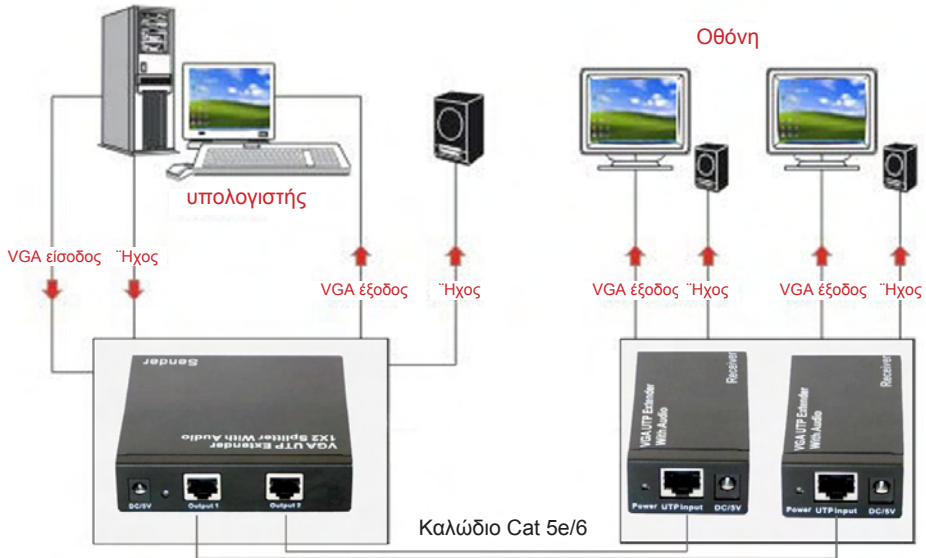 Οθόνη
υπολογιστής
VGA είσοδος
¨Ηχος
VGA έξοδος
¨Ηχος
VGA έξοδος
¨Ηχος
VGA έξοδος
¨Ηχος
Sender
VGA UTP Extender
1X2 Splitter With Audio
DC/5V
Output 1
Output 2
VGA UTP Extender
With Audio
Receiver
Power
UTP input
DC/5V
VGA UTP Extender
With Audio
Receiver
Power
UTP input
DC/5V
Καλώδιο Cat 5e/6